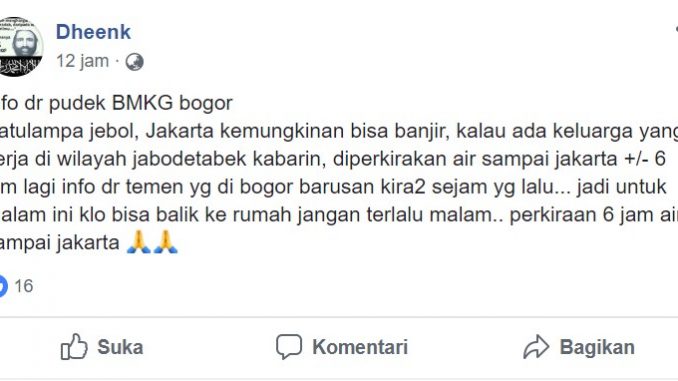 Dheenk
12 jam
fo dr pudek BMKG bogor
atulampa jebol, Jakarta kemungkinan bisa banjir, kalau ada keluarga yang
erja di wilayah jabodetabek kabarin, diperkirakan air sampai jakarta +/- 6
m lagi info dr temen yg di bogor barusan kira2 sejam yg lalu... jadi untuk
alam ini klo bisa balik ke rumah jangan terlalu malam.. perkiraan 6 jam air
ampai jakarta 🙏🙏
16
Suka
Komentari
Bagikan